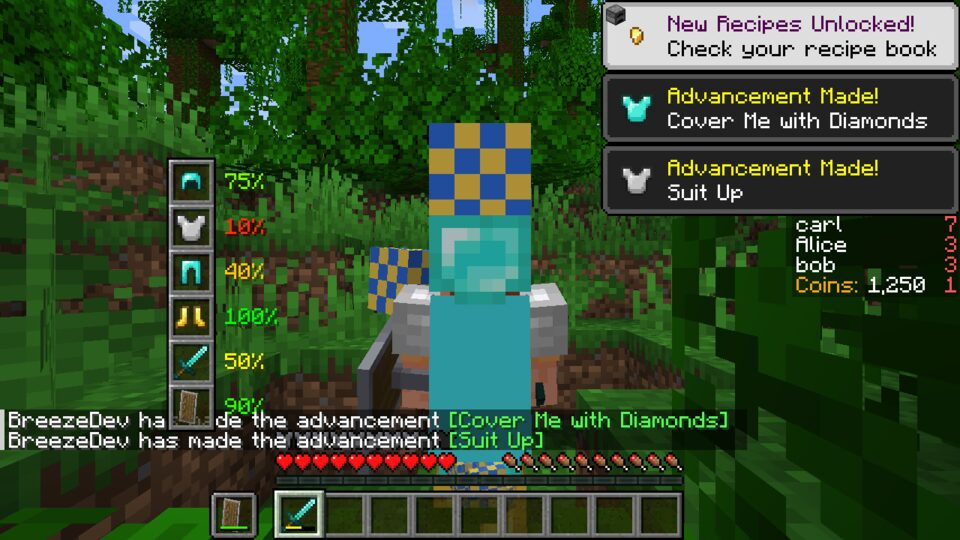 New Recipes Unlocked!
Check your recipe book
Advancement Made!
Cover Me with Diamonds
Advancement Made!
Suit Up
75%
10%
40%
100%
50%
90%
carl 7
Alice 3
bob 3
Coins: 1,250 1
BreezeDev ha de the advancement [Cover Me with Diamonds]
BreezeDev has made the advancement [Suit Up]